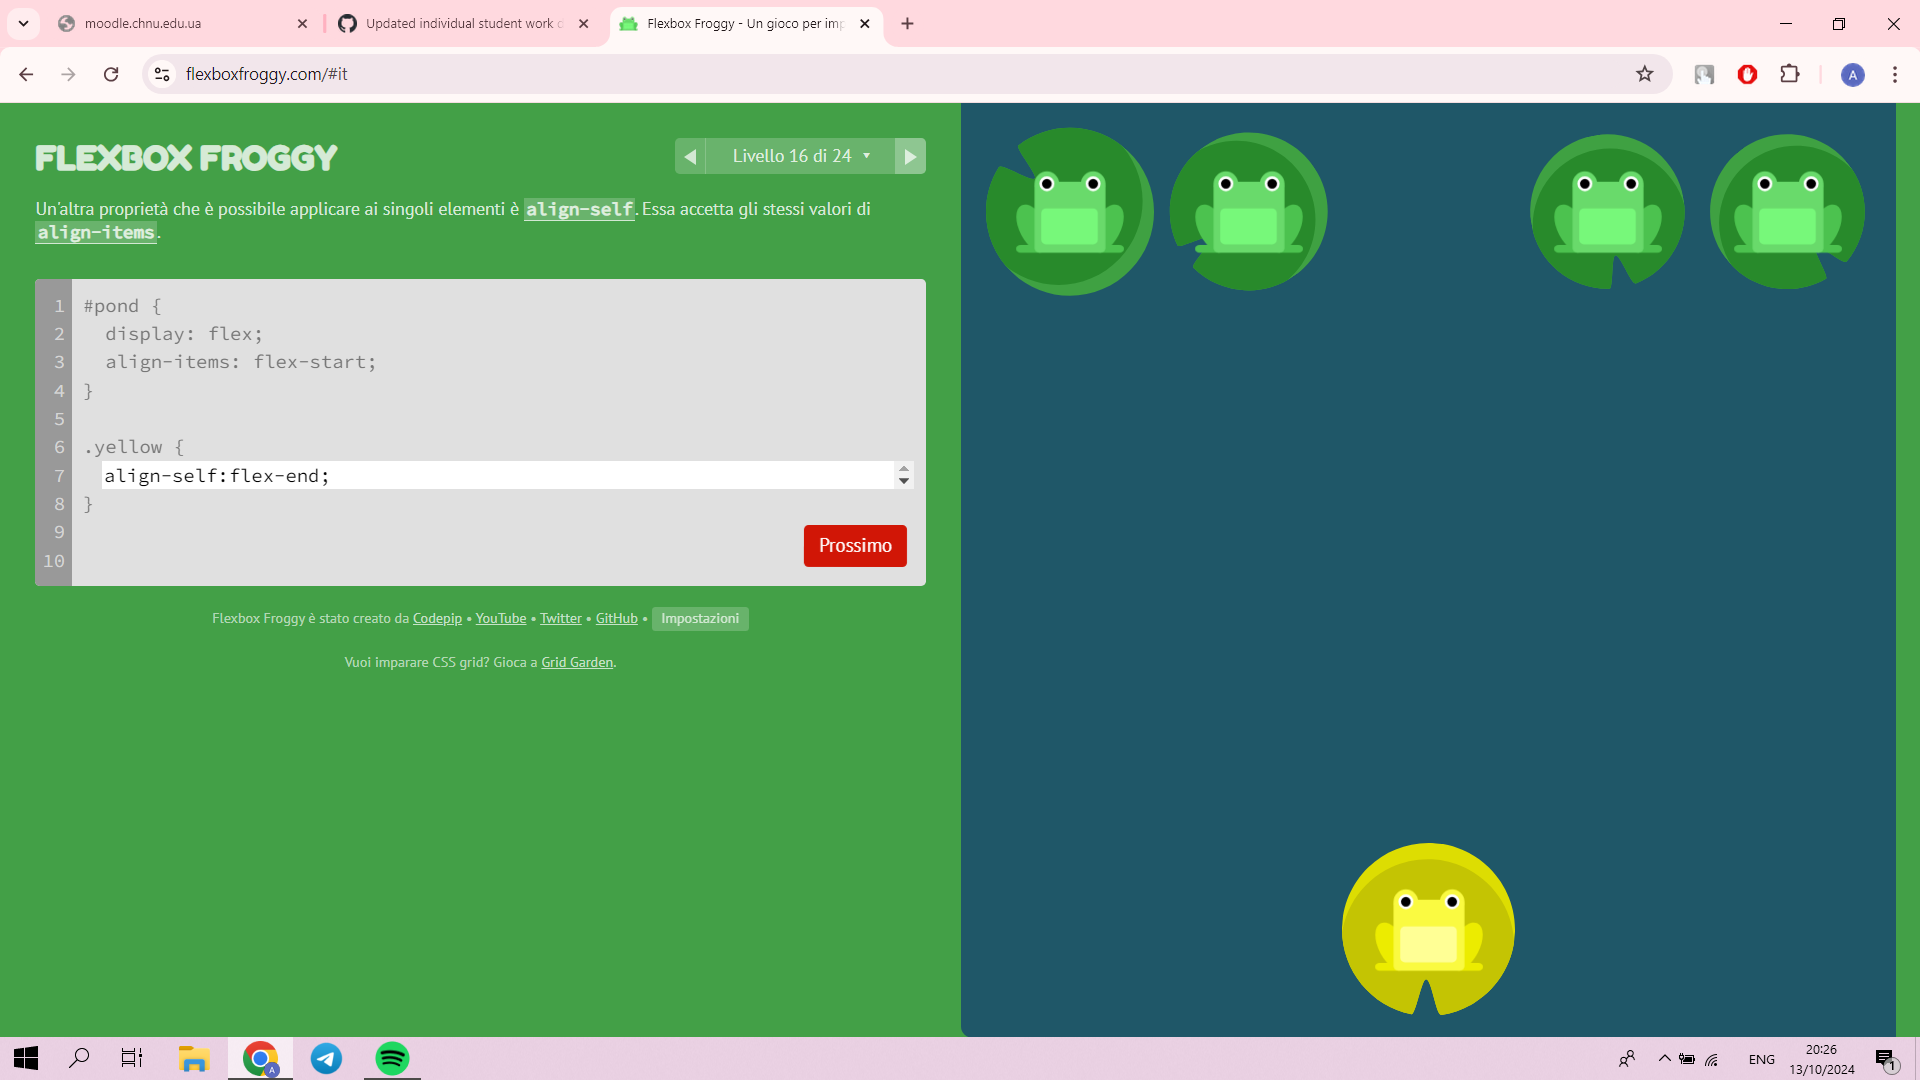 moodle.chnu.edu.ua
Updated individual student work d
Flexbox Froggy - Un gioco per imp
flexboxfroggy.com/#it
A
FLEXBOX FROGGY
Livello 16 di 24
Un'altra proprietà che è possibile applicare ai singoli elementi è align-self. Essa accetta gli stessi valori di
align-items.
1 #pond {
2 display: flex;
3 align-items: flex-start;
4 }
5
6 .yellow {
7 align-self:flex-end;
8 }
9
10
Prossimo
Flexbox Froggy è stato creato da Codepip • YouTube • Twitter • GitHub • Impostazioni
Vuoi imparare CSS grid? Gioca a Grid Garden.
A
ENG
20:26
13/10/2024
1